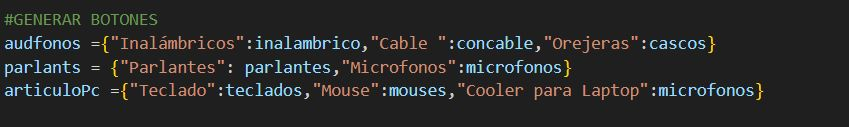 #GENERAR BOTONES
audfonos ={"Inalámbricos":inalambrico,"Cable ":concable,"Orejeras":cascos}
parlants = {"Parlantes": parlantes,"Microfonos":microfonos}
articuloPc ={"Teclado":teclados,"Mouse":mouses,"Cooler para Laptop":microfonos}